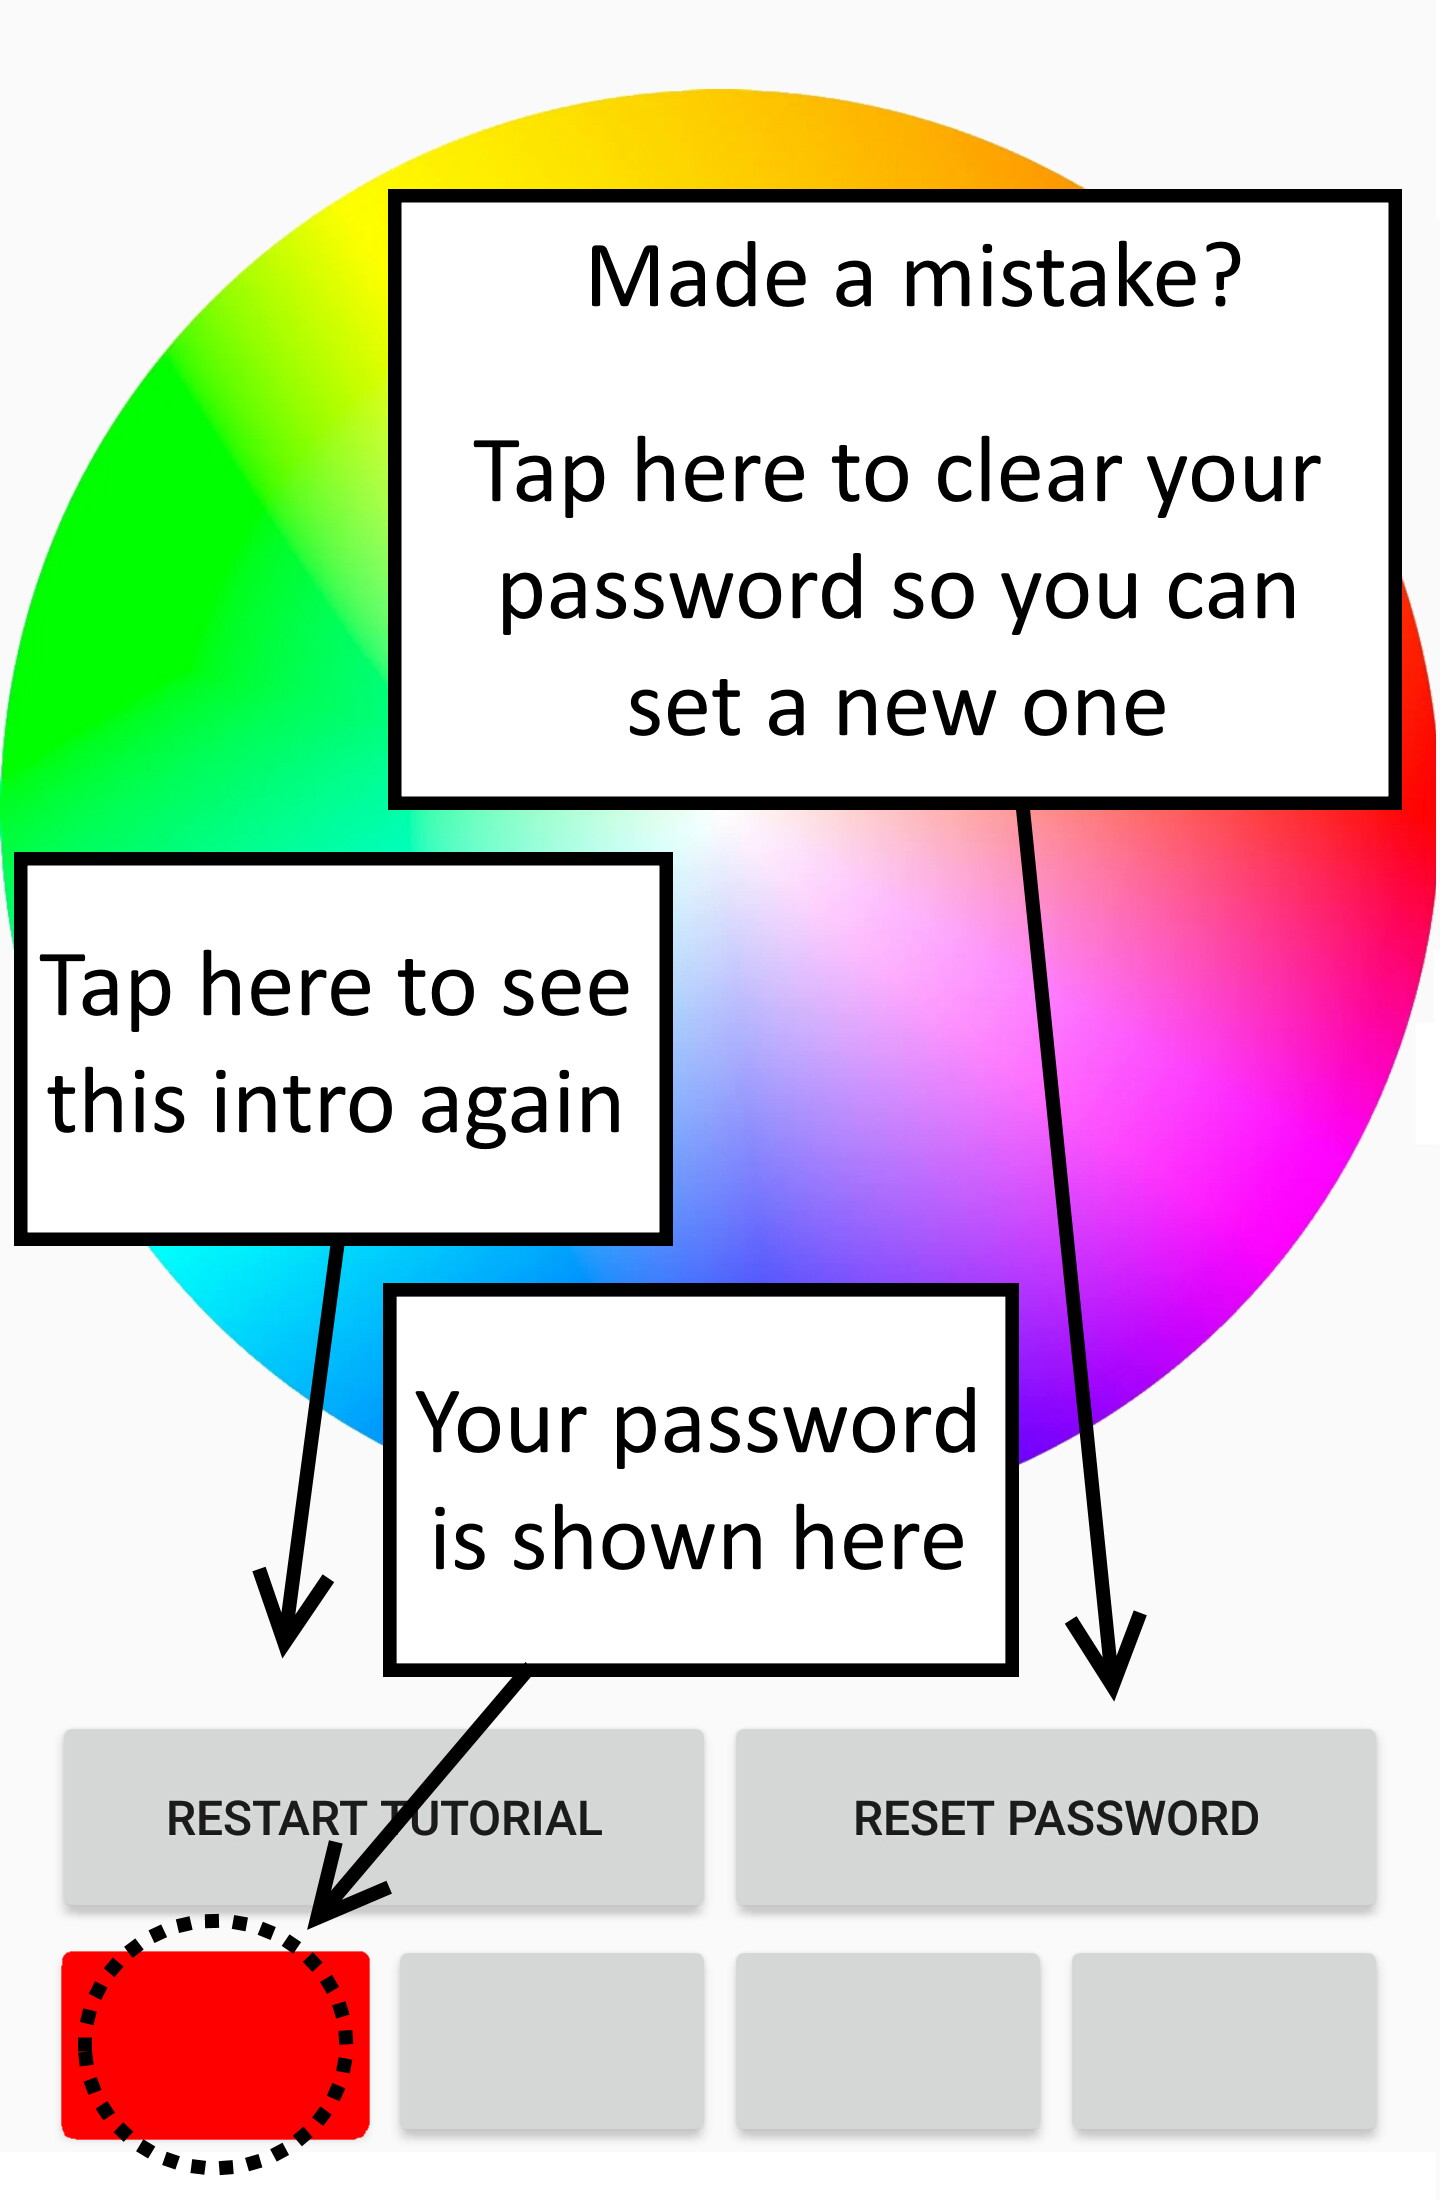 Made a mistake?
Tap here to clear your
password so you can
set a new one
Tap here to see
this intro again
Your password
is shown here
RESTART TUTORIAL
RESET PASSWORD